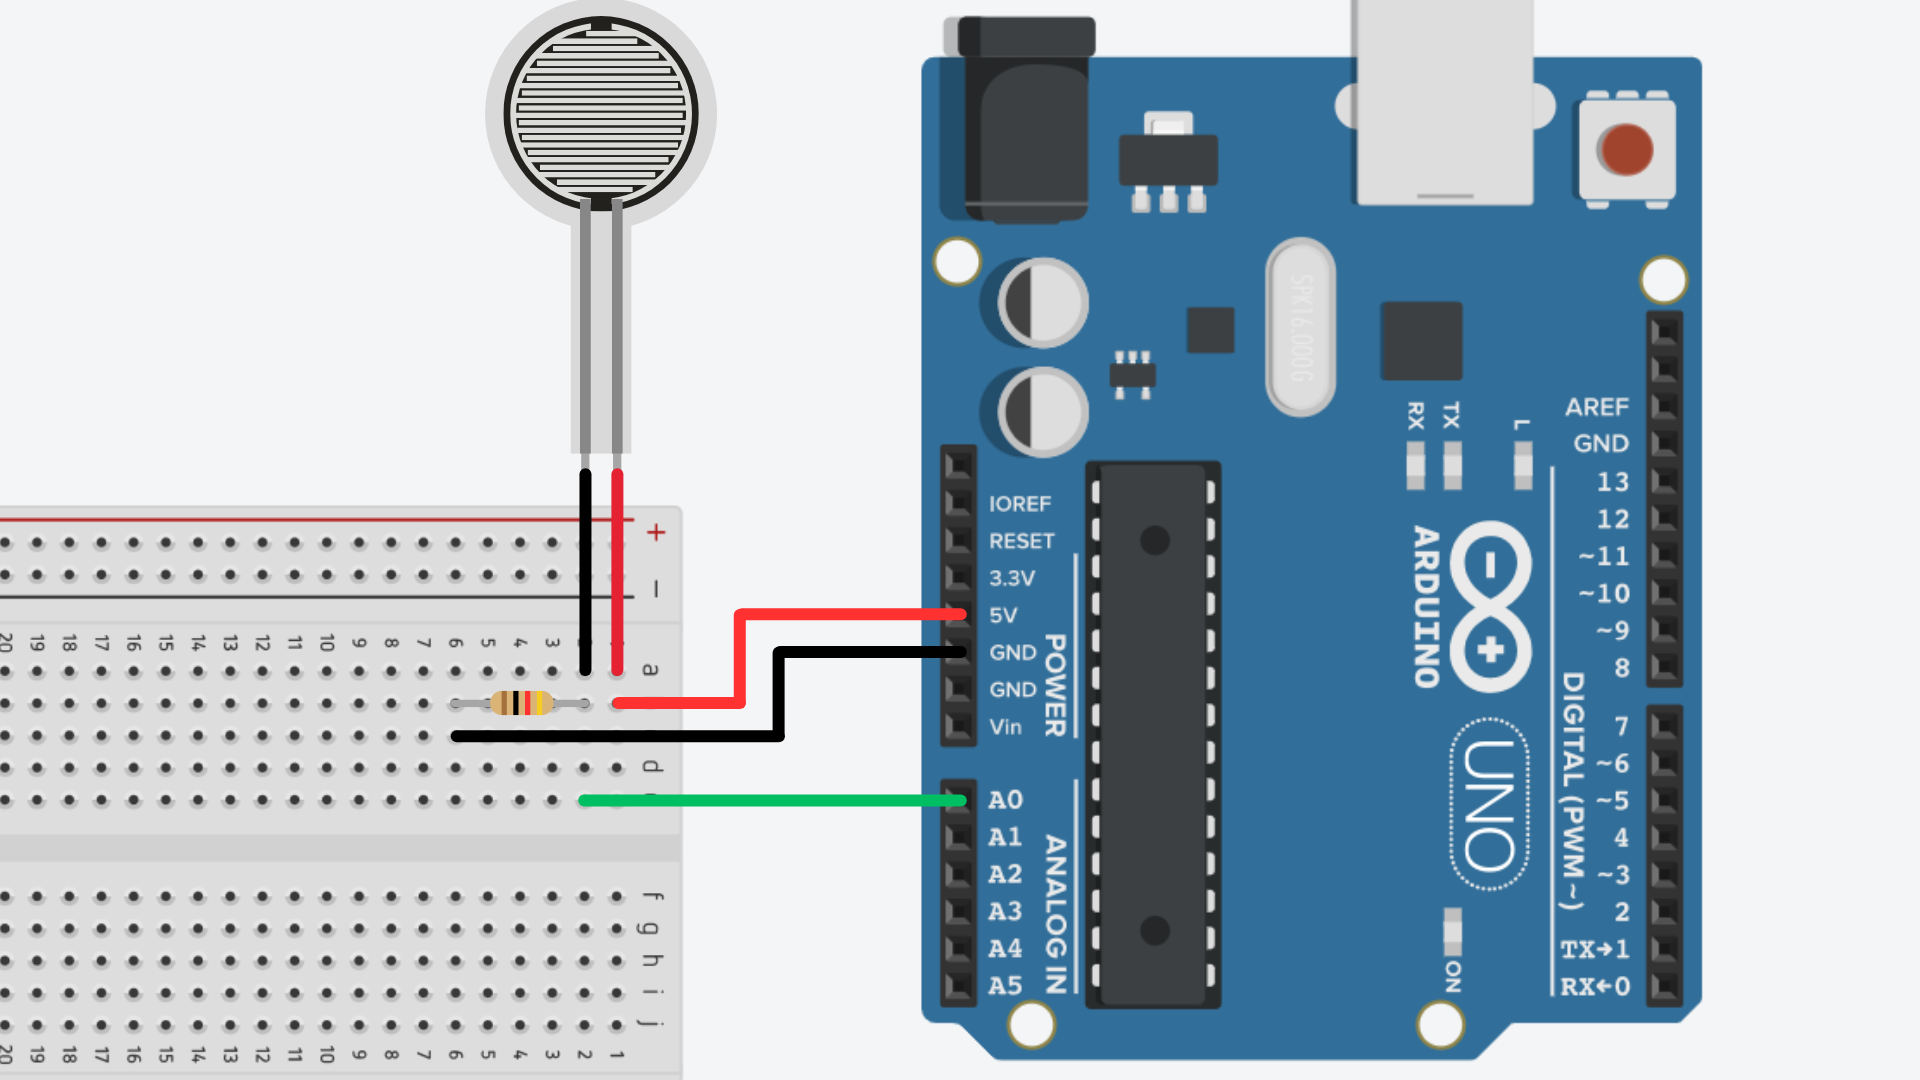 +
−
20 19 18 17 16 15 14 13 12 11 10 9 8 7 6 5 4 3
a
d
f
g
h
i
j
20 19 18 17 16 15 14 13 12 11 10 9 8 7 6 5 4 3 2 1
SPK16.000G
RX TX L
IOREF
RESET
3.3V
5V
GND
GND
Vin
POWER
A0
A1
A2
A3
A4
A5
ANALOG IN
ARDUINO
UNO
ON
AREF
GND
13
12
~11
~10
~9
8
7
~6
~5
4
~3
2
TX→1
RX←0
DIGITAL (PWM~)